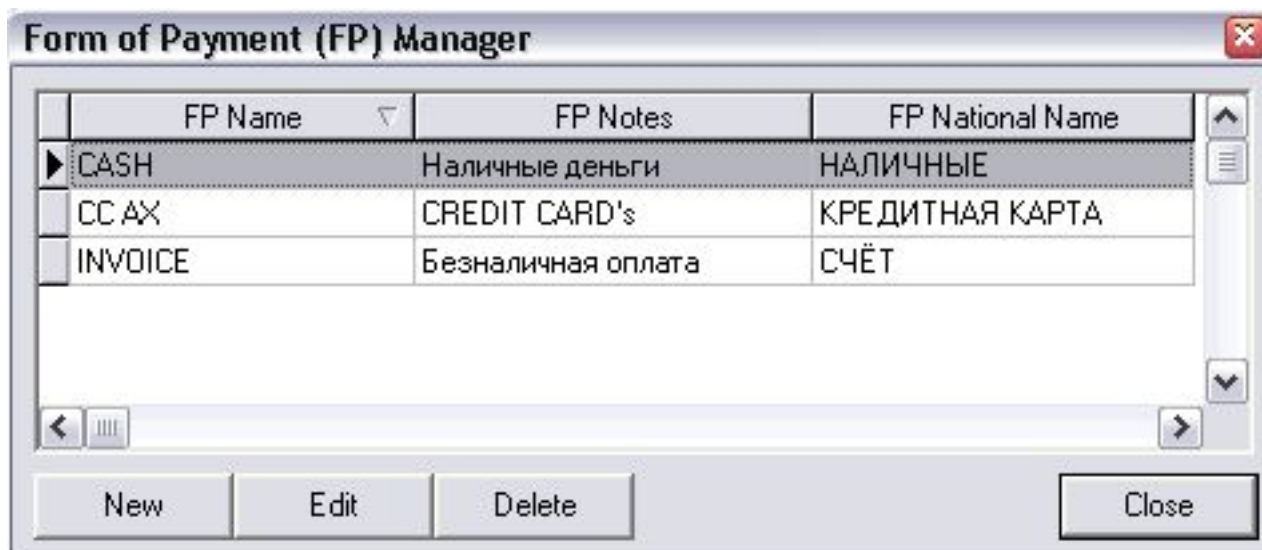 Form of Payment (FP) Manager
FP Name FP Notes FP National Name
CASH Наличные деньги НАЛИЧНЫЕ
CC AX CREDIT CARD's КРЕДИТНАЯ КАРТА
INVOICE Безналичная оплата СЧЁТ
New Edit Delete Close